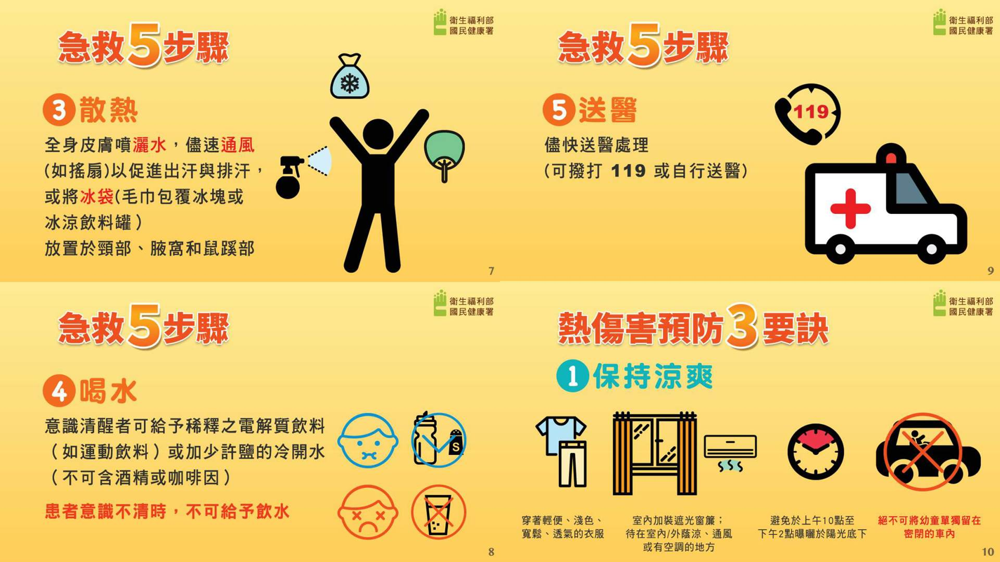 急救5步驟
衛生福利部
國民健康署
3 散熱
全身皮膚噴灑水，儘速通風
(如搖扇)以促進出汗與排汗，
或將冰袋(毛巾包覆冰塊或
冰涼飲料罐）
放置於頸部、腋窩和鼠蹊部
7
急救5步驟
衛生福利部
國民健康署
5 送醫
119
儘快送醫處理
(可撥打 119 或自行送醫)
9
急救5步驟
衛生福利部
國民健康署
4 喝水
意識清醒者可給予稀釋之電解質飲料
（如運動飲料）或加少許鹽的冷開水
（不可含酒精或咖啡因）
S
患者意識不清時，不可給予飲水
8
熱傷害預防3要訣
衛生福利部
國民健康署
1 保持涼爽
穿著輕便、淺色、
寬鬆、透氣的衣服
室內加裝遮光窗簾；
待在室內/外蔭涼、通風
或有空調的地方
避免於上午10點至
下午2點曝曬於陽光底下
絕不可將幼童單獨留在
密閉的車內
10